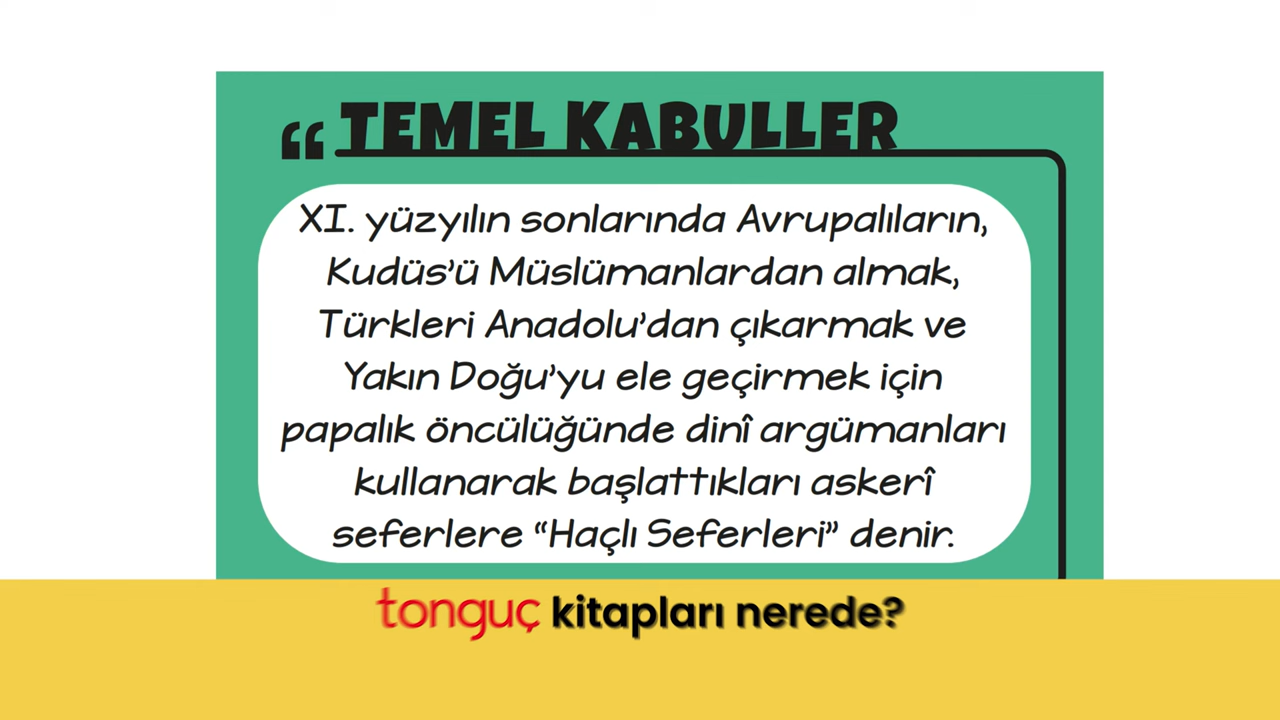 “ TEMEL KABULLER
XI. yüzyılın sonlarında Avrupalıların,
Kudüs’ü Müslümanlardan almak,
Türkleri Anadolu’dan çıkarmak ve
Yakın Doğu’yu ele geçirmek için
papalık öncülüğünde dinî argümanları
kullanarak başlattıkları askerî
seferlere “Haçlı Seferleri” denir.
tonguç kitapları nerede?